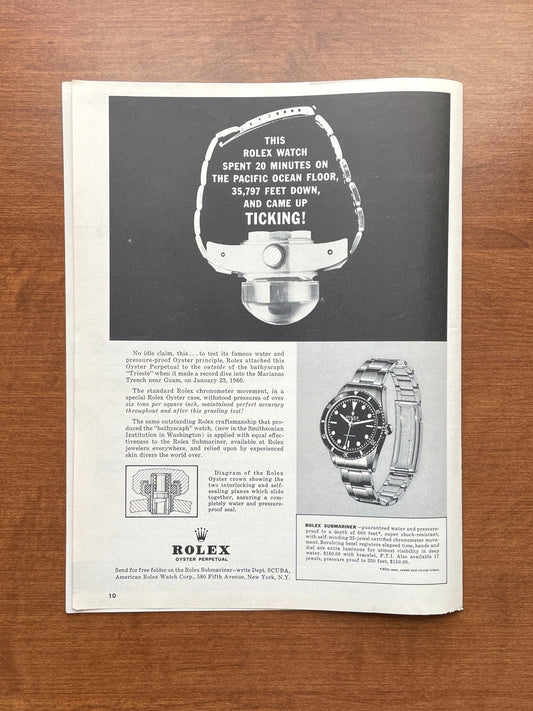 THIS
ROLEX WATCH
SPENT 20 MINUTES ON
THE PACIFIC OCEAN FLOOR,
35,797 FEET DOWN,
AND CAME UP
TICKING!
No idle claim, this . . . to test its famous water and
pressure-proof Oyster principle, Rolex attached this
Oyster Perpetual to the outside of the bathyscaph
"Trieste" when it made a record dive into the Marianas
Trench near Guam, on January 23, 1960.
The standard Rolex chronometer movement, in a
special Rolex Oyster case, withstood pressures of over
six tons per square inch, maintained perfect accuracy
throughout and after this grueling test!
The same outstanding Rolex craftsmanship that pro-
duced the "bathyscaph" watch, (now in the Smithsonian
Institution in Washington) is applied with equal effec-
tiveness to the Rolex Submariner, available at Rolex
jewelers everywhere, and relied upon by experienced
skin divers the world over.
Diagram of the Rolex
Oyster crown showing the
two interlocking and self-
sealing planes which slide
together, assuring a com-
pletely water and pressure-
proof seal.
ROLEX
OYSTER PERPETUAL
Send for free folder on the Rolex Submariner—write Dept. SCUBA,
American Rolex Watch Corp., 580 Fifth Avenue, New York, N.Y.
ROLEX SUBMARINER—guaranteed water and pressure-
proof to a depth of 660 feet*, super shock-resistant,
with self-winding 25-jewel certified chronometer move-
ment. Revolving bezel registers elapsed time, hands and
dial are extra luminous for utmost visibility in deep
water. $180.00 with bracelet, F.T.I. Also available 17
jewels, pressure proof to 330 feet, $150.00.
*When case, crown and crystal intact.
10